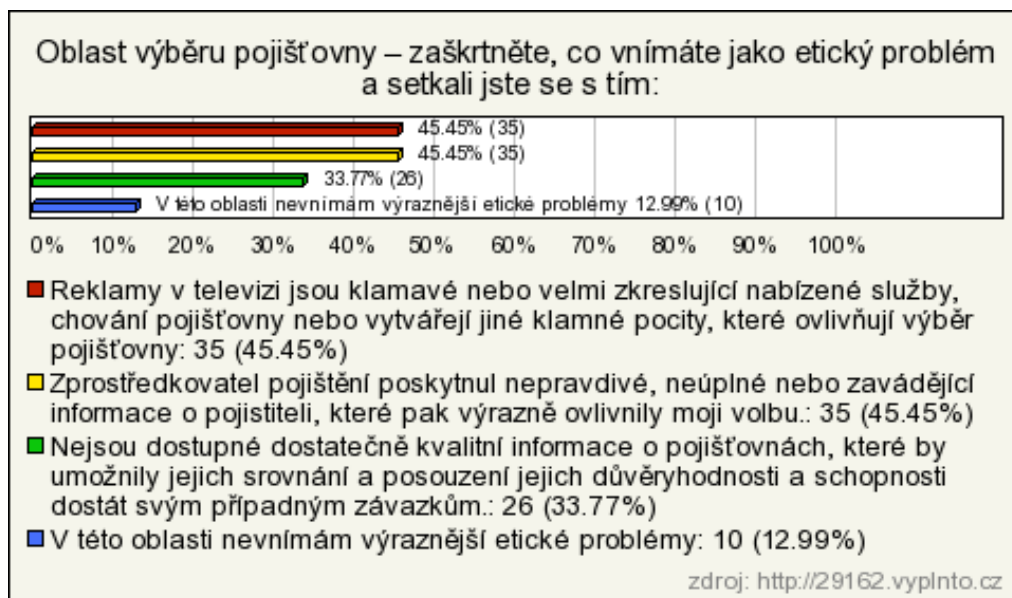 Oblast výběru pojišťovny – zaškrtněte, co vnímáte jako etický problém
a setkali jste se s tím:
45.45% (35)
45.45% (35)
33.77% (26)
V této oblasti nevnímám výraznější etické problémy 12.99% (10)
0% 10% 20% 30% 40% 50% 60% 70% 80% 90% 100%
Reklamy v televizi jsou klamavé nebo velmi zkreslující nabízené služby,
chování pojišťovny nebo vytvářejí jiné klamné pocity, které ovlivňují výběr
pojišťovny: 35 (45.45%)
Zprostředkovatel pojištění poskytnul nepravdivé, neúplné nebo zavádějící
informace o pojistiteli, které pak výrazně ovlivnily moji volbu.: 35 (45.45%)
Nejsou dostupné dostatečně kvalitní informace o pojišťovnách, které by
umožnily jejich srovnání a posouzení jejich důvěryhodnosti a schopnosti
dostát svým případným závazkům.: 26 (33.77%)
V této oblasti nevnímám výraznější etické problémy: 10 (12.99%)
zdroj: http://29162.vyplnto.cz